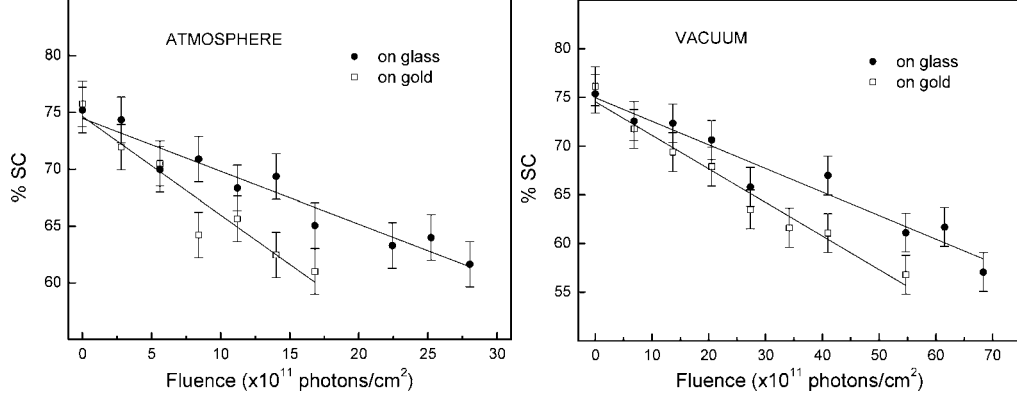 ATMOSPHERE
on glass
on gold
80
75
70
65
60
% SC
0
5
10
15
20
25
30
Fluence (x10¹¹ photons/cm²)
VACUUM
on glass
on gold
80
75
70
65
60
55
% SC
0
10
20
30
40
50
60
70
Fluence (x10¹¹ photons/cm²)